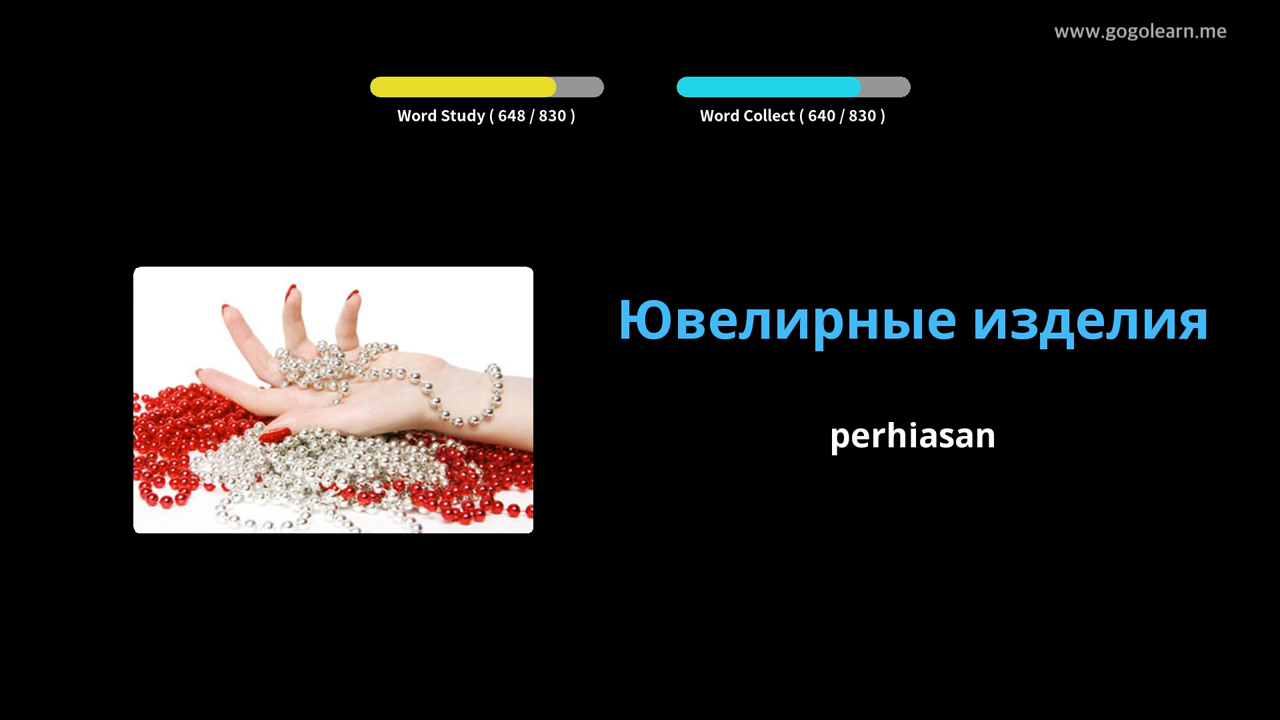 www.gogolearn.me
Word Study ( 648 / 830 )
Word Collect ( 640 / 830 )
Ювелирные изделия
perhiasan